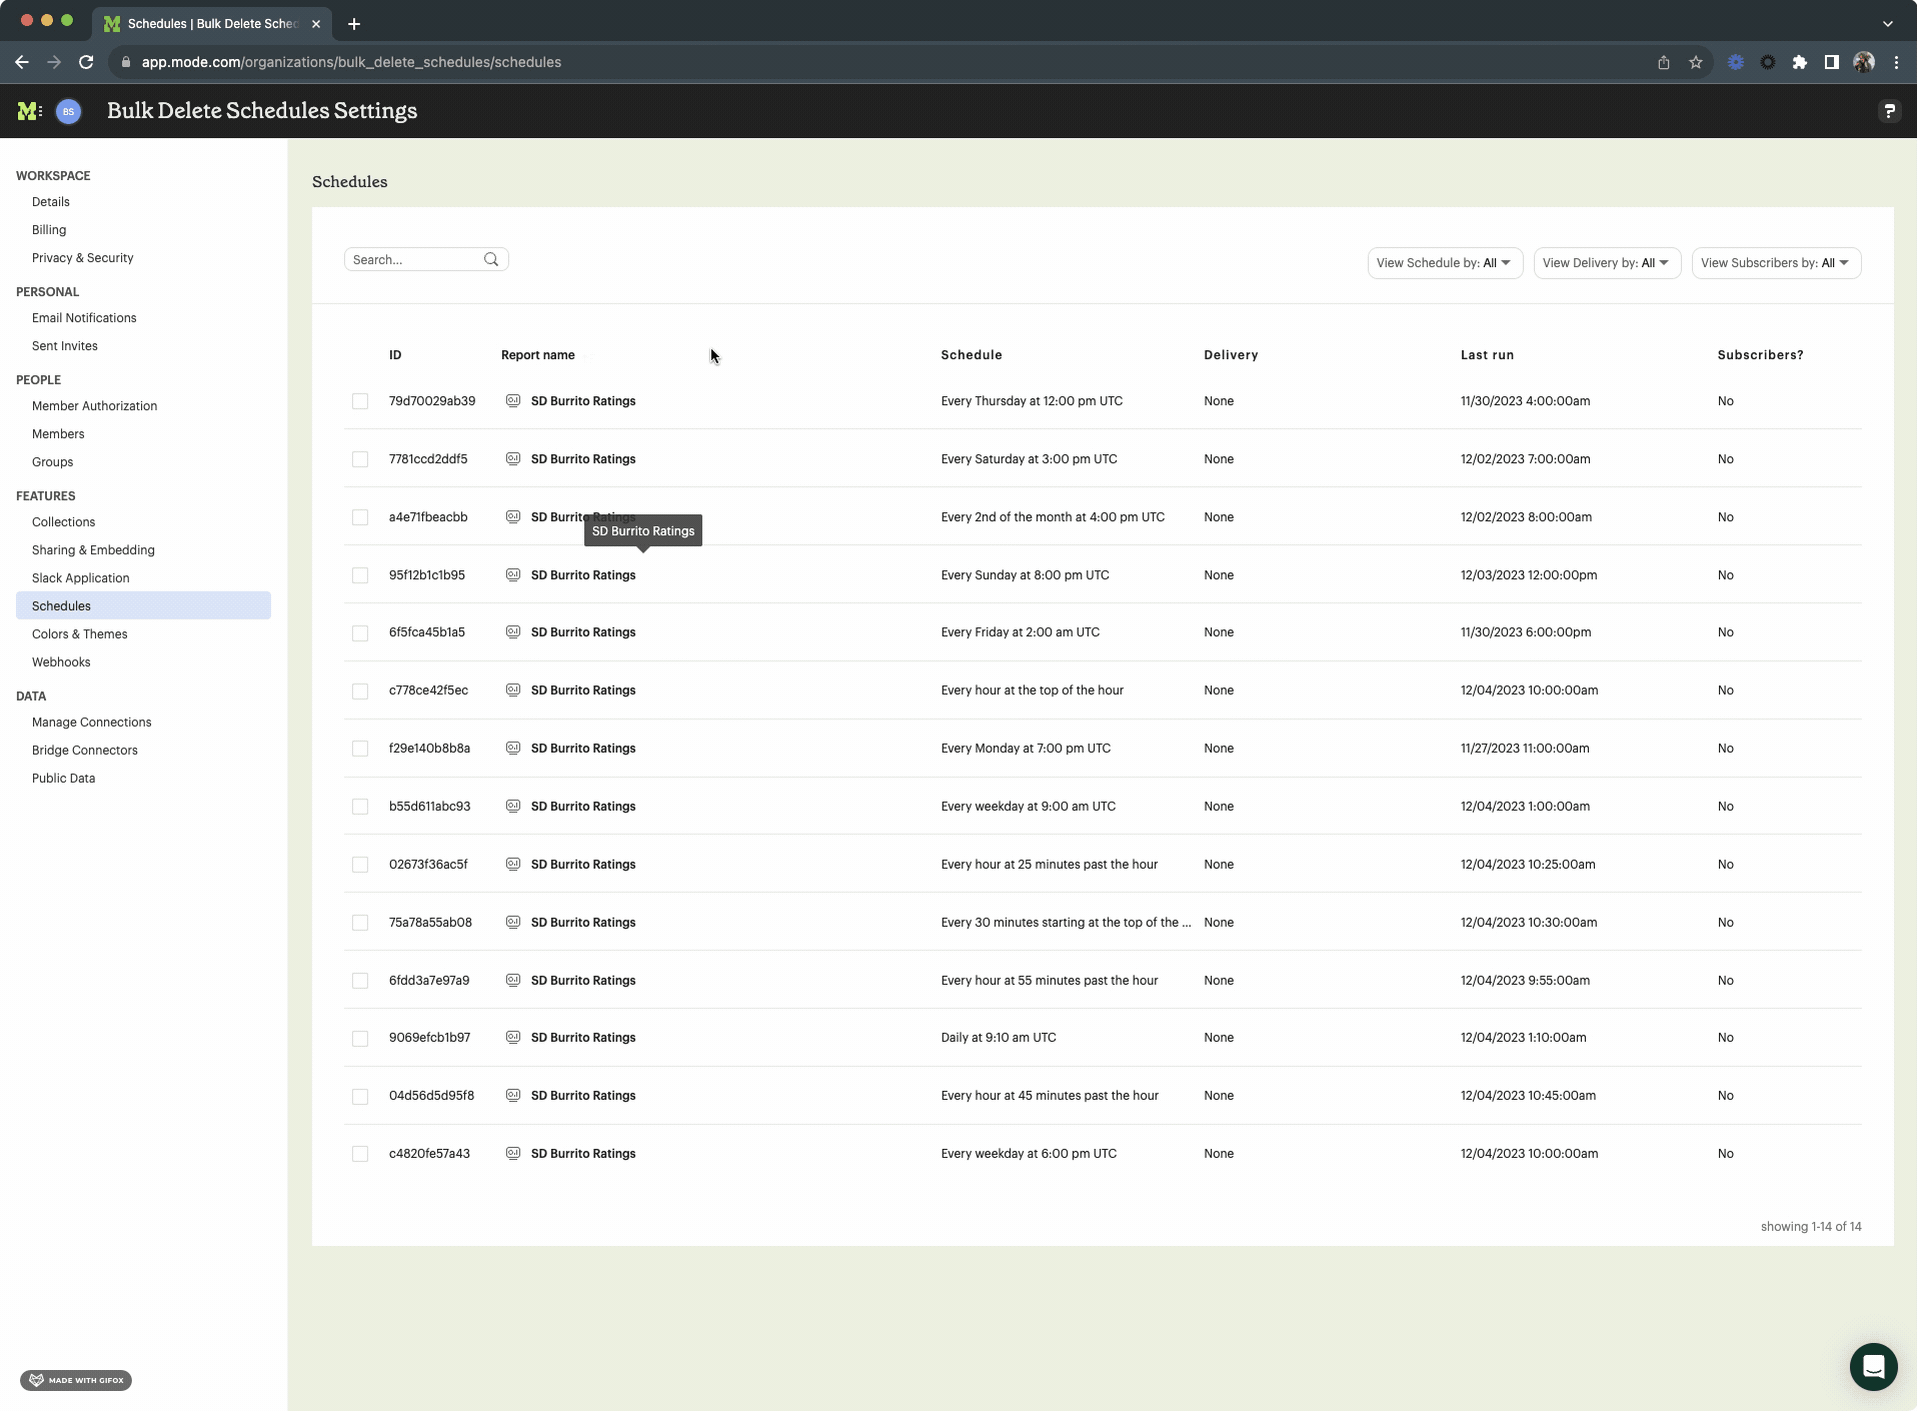 Schedules | Bulk Delete Sched
app.mode.com/organizations/bulk_delete_schedules/schedules
M BS Bulk Delete Schedules Settings ?
WORKSPACE
Details
Billing
Privacy & Security
PERSONAL
Email Notifications
Sent Invites
PEOPLE
Member Authorization
Members
Groups
FEATURES
Collections
Sharing & Embedding
Slack Application
Schedules
Colors & Themes
Webhooks
DATA
Manage Connections
Bridge Connectors
Public Data
Schedules
Search... View Schedule by: All View Delivery by: All View Subscribers by: All
ID Report name Schedule Delivery Last run Subscribers?
79d70029ab39 SD Burrito Ratings Every Thursday at 12:00 pm UTC None 11/30/2023 4:00:00am No
7781ccd2ddf5 SD Burrito Ratings Every Saturday at 3:00 pm UTC None 12/02/2023 7:00:00am No
a4e71fbeacbb SD Burrito Ratings Every 2nd of the month at 4:00 pm UTC None 12/02/2023 8:00:00am No
SD Burrito Ratings
95f12b1c1b95 SD Burrito Ratings Every Sunday at 8:00 pm UTC None 12/03/2023 12:00:00pm No
6f5fca45b1a5 SD Burrito Ratings Every Friday at 2:00 am UTC None 11/30/2023 6:00:00pm No
c778ce42f5ec SD Burrito Ratings Every hour at the top of the hour None 12/04/2023 10:00:00am No
f29e140b8b8a SD Burrito Ratings Every Monday at 7:00 pm UTC None 11/27/2023 11:00:00am No
b55d611abc93 SD Burrito Ratings Every weekday at 9:00 am UTC None 12/04/2023 1:00:00am No
02673f36ac5f SD Burrito Ratings Every hour at 25 minutes past the hour None 12/04/2023 10:25:00am No
75a78a55ab08 SD Burrito Ratings Every 30 minutes starting at the top of the ... None 12/04/2023 10:30:00am No
6fdd3a7e97a9 SD Burrito Ratings Every hour at 55 minutes past the hour None 12/04/2023 9:55:00am No
9069efcb1b97 SD Burrito Ratings Daily at 9:10 am UTC None 12/04/2023 1:10:00am No
04d56d5d95f8 SD Burrito Ratings Every hour at 45 minutes past the hour None 12/04/2023 10:45:00am No
c4820fe57a43 SD Burrito Ratings Every weekday at 6:00 pm UTC None 12/04/2023 10:00:00am No
showing 1-14 of 14
MADE WITH GIFOX